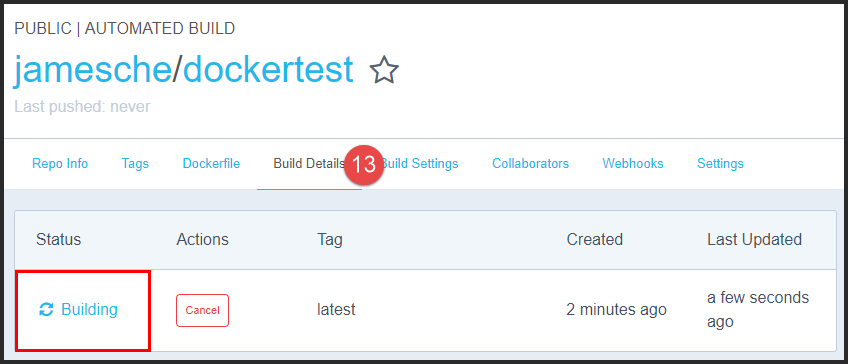 PUBLIC | AUTOMATED BUILD
jamesche/dockertest
Last pushed: never
Repo Info Tags Dockerfile Build Details 13 Build Settings Collaborators Webhooks Settings
Status Actions Tag Created Last Updated
Building Cancel latest 2 minutes ago a few seconds
ago